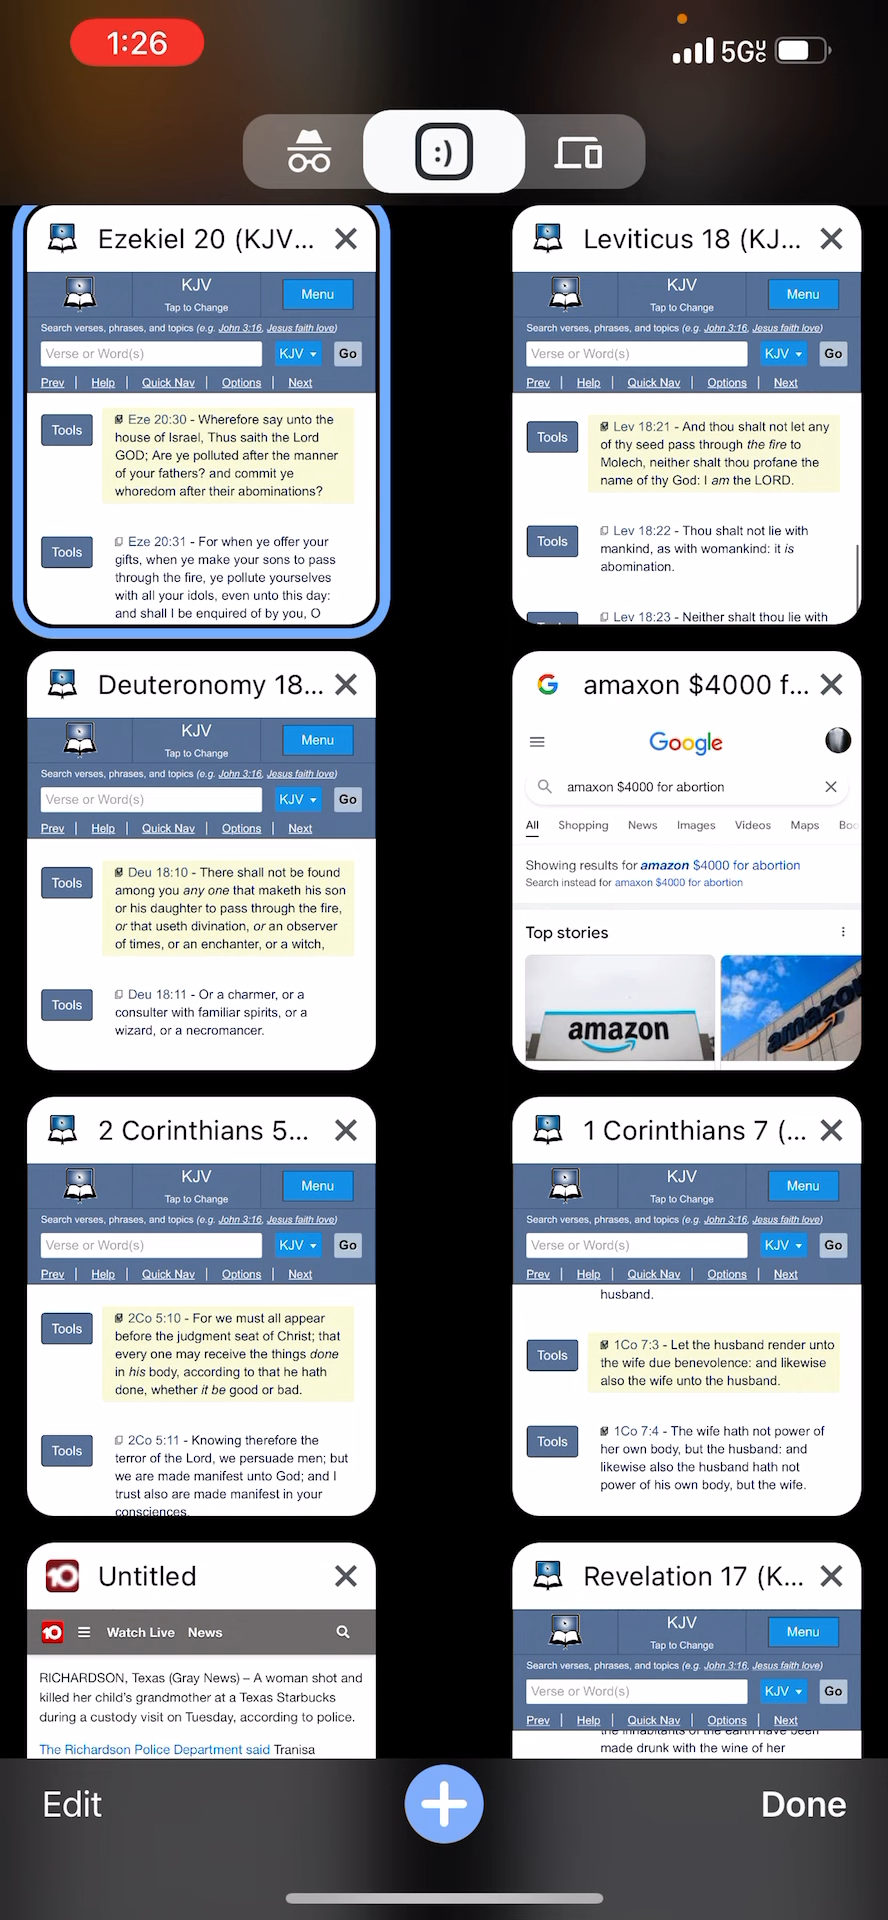 1:26
5G UC
:)
Ezekiel 20 (KJV...
KJV
Tap to Change
Menu
Search verses, phrases, and topics (e.g. John 3:16, Jesus faith love)
Verse or Word(s)
KJV
Go
Prev | Help | Quick Nav | Options | Next
Tools
Eze 20:30 - Wherefore say unto the
house of Israel, Thus saith the Lord
GOD; Are ye polluted after the manner
of your fathers? and commit ye
whoredom after their abominations?
Tools
Eze 20:31 - For when ye offer your
gifts, when ye make your sons to pass
through the fire, ye pollute yourselves
with all your idols, even unto this day:
and shall I be enquired of by you, O
Leviticus 18 (KJ...
KJV
Tap to Change
Menu
Search verses, phrases, and topics (e.g. John 3:16, Jesus faith love)
Verse or Word(s)
KJV
Go
Prev | Help | Quick Nav | Options | Next
Tools
Lev 18:21 - And thou shalt not let any
of thy seed pass through the fire to
Molech, neither shalt thou profane the
name of thy God: I am the LORD.
Tools
Lev 18:22 - Thou shalt not lie with
mankind, as with womankind: it is
abomination.
Tools
Lev 18:23 - Neither shalt thou lie with
Deuteronomy 18...
KJV
Tap to Change
Menu
Search verses, phrases, and topics (e.g. John 3:16, Jesus faith love)
Verse or Word(s)
KJV
Go
Prev | Help | Quick Nav | Options | Next
Tools
Deu 18:10 - There shall not be found
among you any one that maketh his son
or his daughter to pass through the fire,
or that useth divination, or an observer
of times, or an enchanter, or a witch,
Tools
Deu 18:11 - Or a charmer, or a
consulter with familiar spirits, or a
wizard, or a necromancer.
amaxon $4000 f...
Google
amaxon $4000 for abortion
All Shopping News Images Videos Maps Boo
Showing results for amazon $4000 for abortion
Search instead for amaxon $4000 for abortion
Top stories
amazon
amazon
2 Corinthians 5...
KJV
Tap to Change
Menu
Search verses, phrases, and topics (e.g. John 3:16, Jesus faith love)
Verse or Word(s)
KJV
Go
Prev | Help | Quick Nav | Options | Next
Tools
2Co 5:10 - For we must all appear
before the judgment seat of Christ; that
every one may receive the things done
in his body, according to that he hath
done, whether it be good or bad.
Tools
2Co 5:11 - Knowing therefore the
terror of the Lord, we persuade men; but
we are made manifest unto God; and I
trust also are made manifest in your
consciences.
1 Corinthians 7 (...
KJV
Tap to Change
Menu
Search verses, phrases, and topics (e.g. John 3:16, Jesus faith love)
Verse or Word(s)
KJV
Go
Prev | Help | Quick Nav | Options | Next
husband.
Tools
1Co 7:3 - Let the husband render unto
the wife due benevolence: and likewise
also the wife unto the husband.
Tools
1Co 7:4 - The wife hath not power of
her own body, but the husband: and
likewise also the husband hath not
power of his own body, but the wife.
10 Untitled
10 Watch Live News
RICHARDSON, Texas (Gray News) – A woman shot and
killed her child's grandmother at a Texas Starbucks
during a custody visit on Tuesday, according to police.
The Richardson Police Department said Tranisa
Revelation 17 (K...
KJV
Tap to Change
Menu
Search verses, phrases, and topics (e.g. John 3:16, Jesus faith love)
Verse or Word(s)
KJV
Go
Prev | Help | Quick Nav | Options | Next
the inhabitants of the earth have been
made drunk with the wine of her
Edit
Done